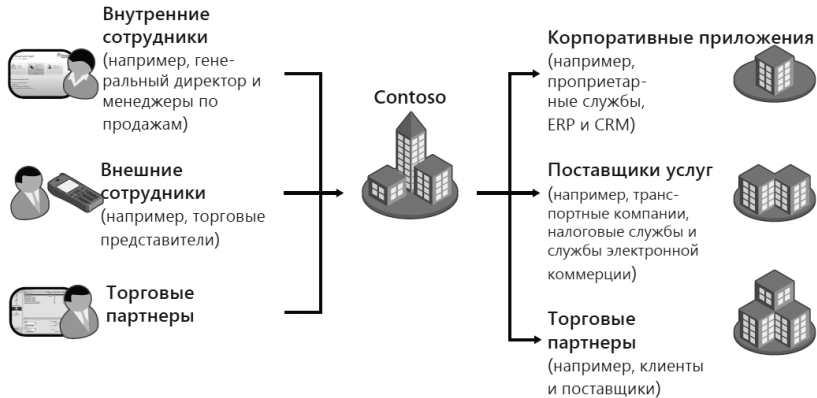 Внутренние
сотрудники
(например, гене-
ральный директор и
менеджеры по
продажам)
Внешние
сотрудники
(например, торговые
представители)
Торговые
партнеры
Contoso
Корпоративные приложения
(например,
проприетар-
ные службы,
ERP и CRM)
Поставщики услуг
(например, транс-
портные компании,
налоговые службы и
службы электронной
коммерции)
Торговые
партнеры
(например, клиенты
и поставщики)